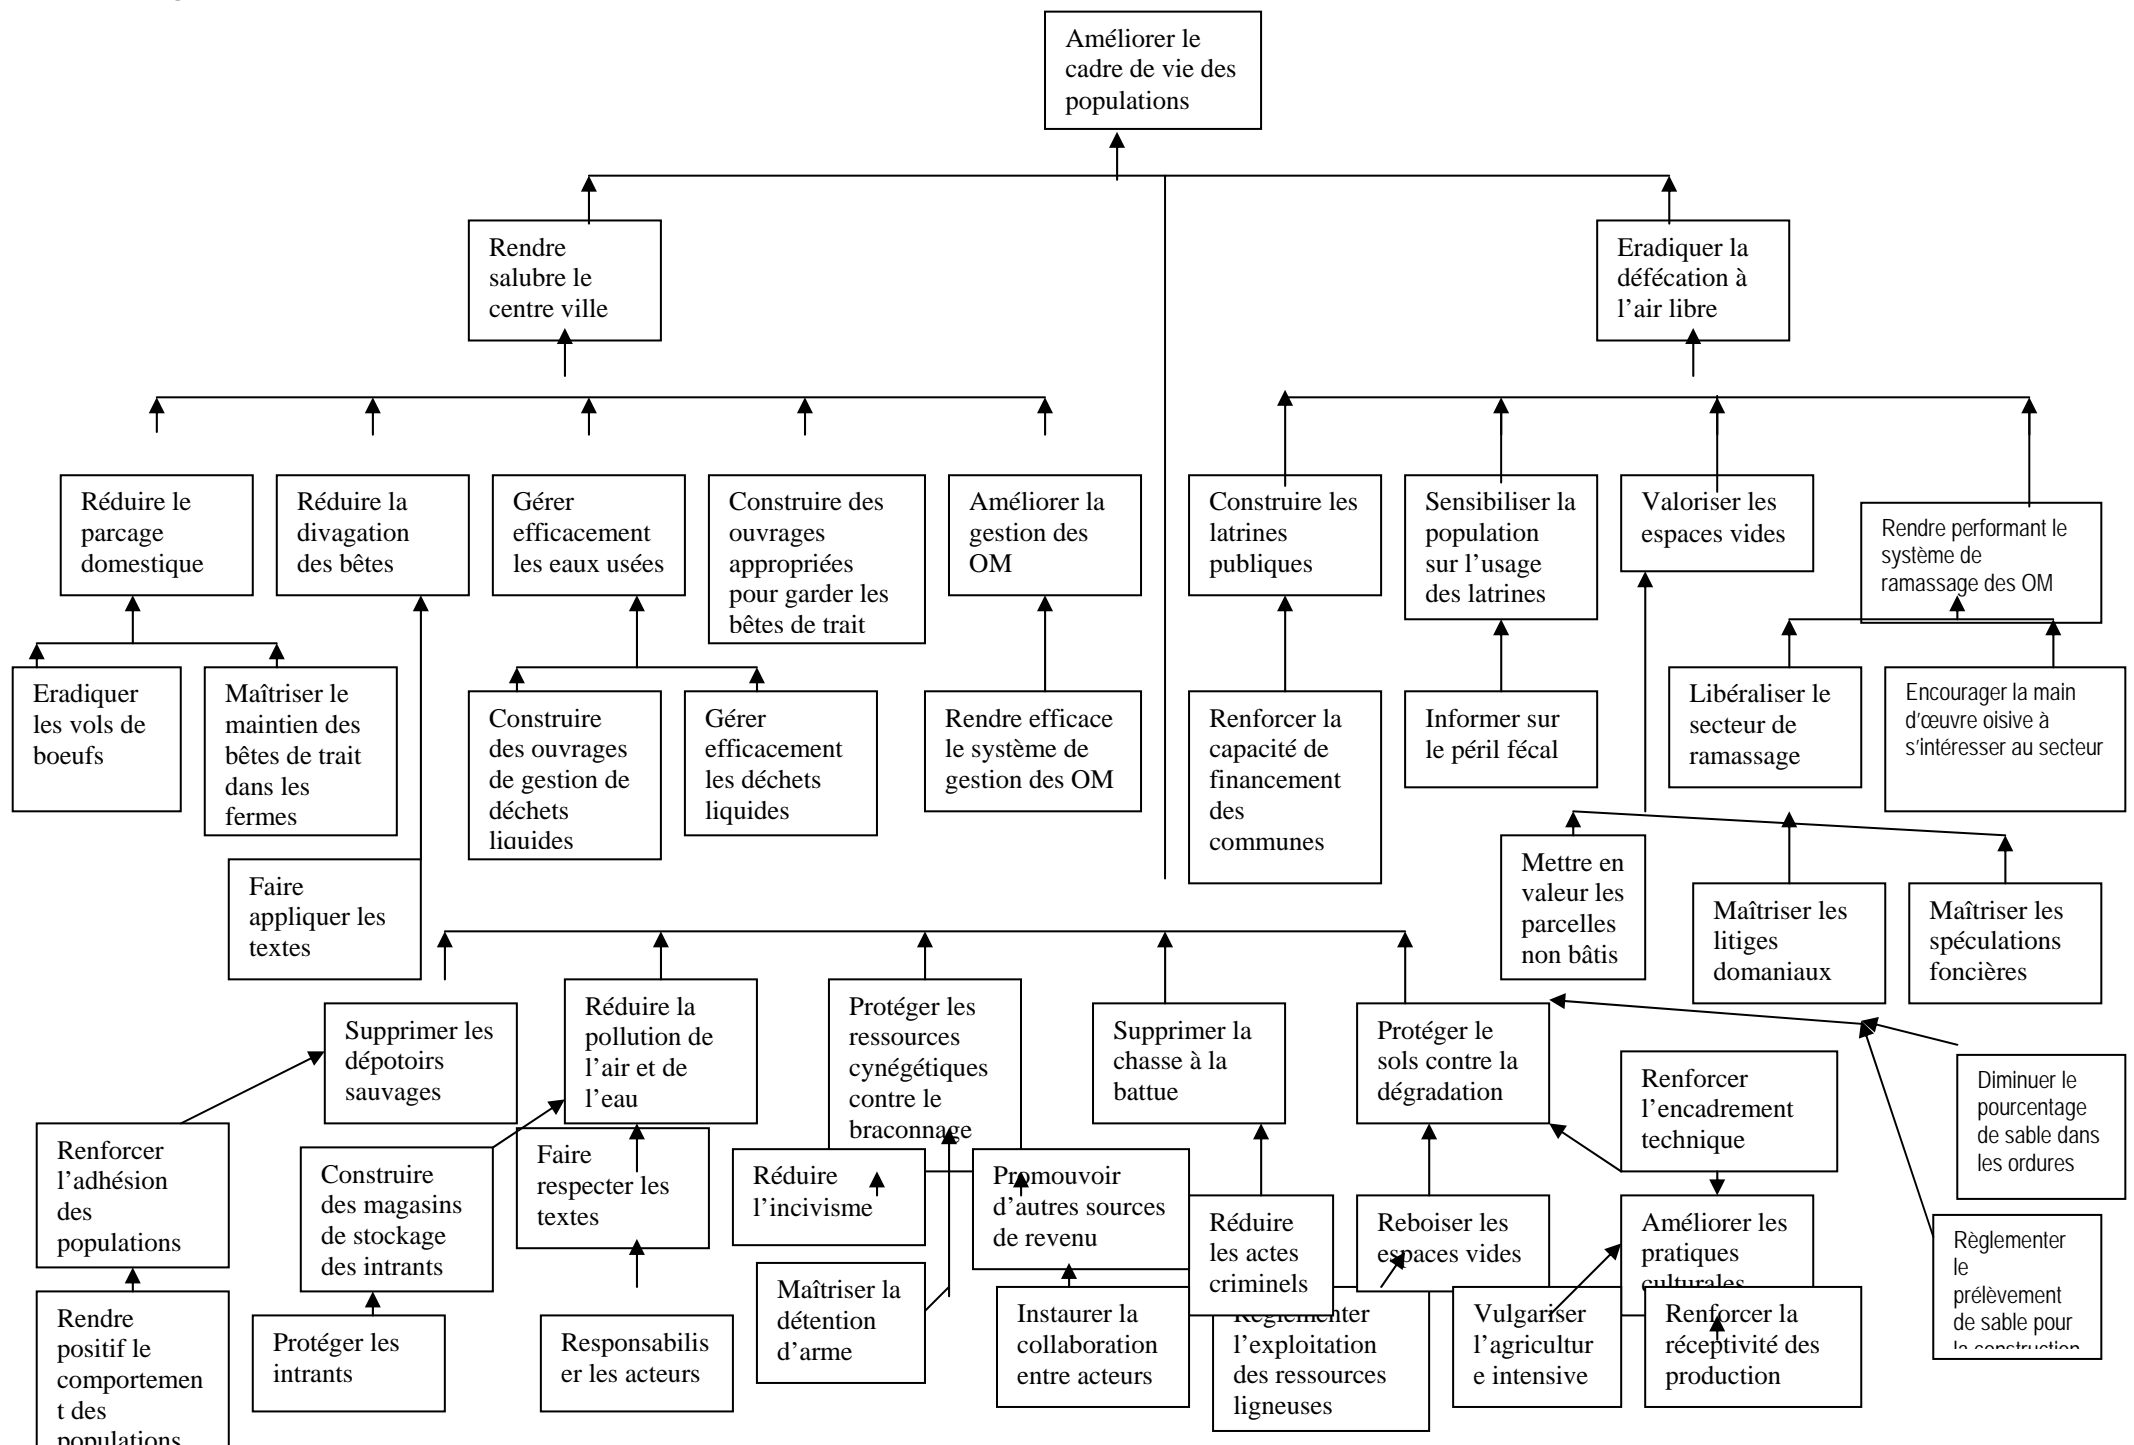 Améliorer le
cadre de vie des
populations
Rendre
salubre le
centre ville
Eradiquer la
défécation à
l’air libre
Réduire le
parcage
domestique
Réduire la
divagation
des bêtes
Gérer
efficacement
les eaux usées
Construire des
ouvrages
appropriées
pour garder les
bêtes de trait
Améliorer la
gestion des
OM
Construire les
latrines
publiques
Sensibiliser la
population
sur l’usage
des latrines
Valoriser les
espaces vides
Rendre performant le
système de
ramassage des OM
Eradiquer
les vols de
boeufs
Maîtriser le
maintien des
bêtes de trait
dans les
fermes
Construire
des ouvrages
de gestion de
déchets
liquides
Gérer
efficacement
les déchets
liquides
Rendre efficace
le système de
gestion des OM
Renforcer la
capacité de
financement
des
communes
Informer sur
le péril fécal
Libéraliser le
secteur de
ramassage
Encourager la main
d’œuvre oisive à
s’intéresser au secteur
Faire
appliquer les
textes
Mettre en
valeur les
parcelles
non bâtis
Maîtriser les
litiges
domaniaux
Maîtriser les
spéculations
foncières
Supprimer les
dépotoirs
sauvages
Réduire la
pollution de
l’air et de
l’eau
Protéger les
ressources
cynégétiques
contre le
braconnage
Supprimer la
chasse à la
battue
Protéger le
sols contre la
dégradation
Renforcer
l’encadrement
technique
Diminuer le
pourcentage
de sable dans
les ordures
Renforcer
l’adhésion
des
populations
Construire
des magasins
de stockage
des intrants
Faire
respecter les
textes
Réduire
l’incivisme
Promouvoir
d’autres sources
de revenu
Réduire
les actes
criminels
Reboiser les
espaces vides
Améliorer les
pratiques
culturales
Règlementer
le
prélèvement
de sable pour
la construction
Rendre
positif le
comportemen
t des
populations
Protéger les
intrants
Responsabilis
er les acteurs
Maîtriser la
détention
d’arme
Instaurer la
collaboration
entre acteurs
Règlementer
l’exploitation
des ressources
ligneuses
Vulgariser
l’agricultur
e intensive
Renforcer la
réceptivité des
production